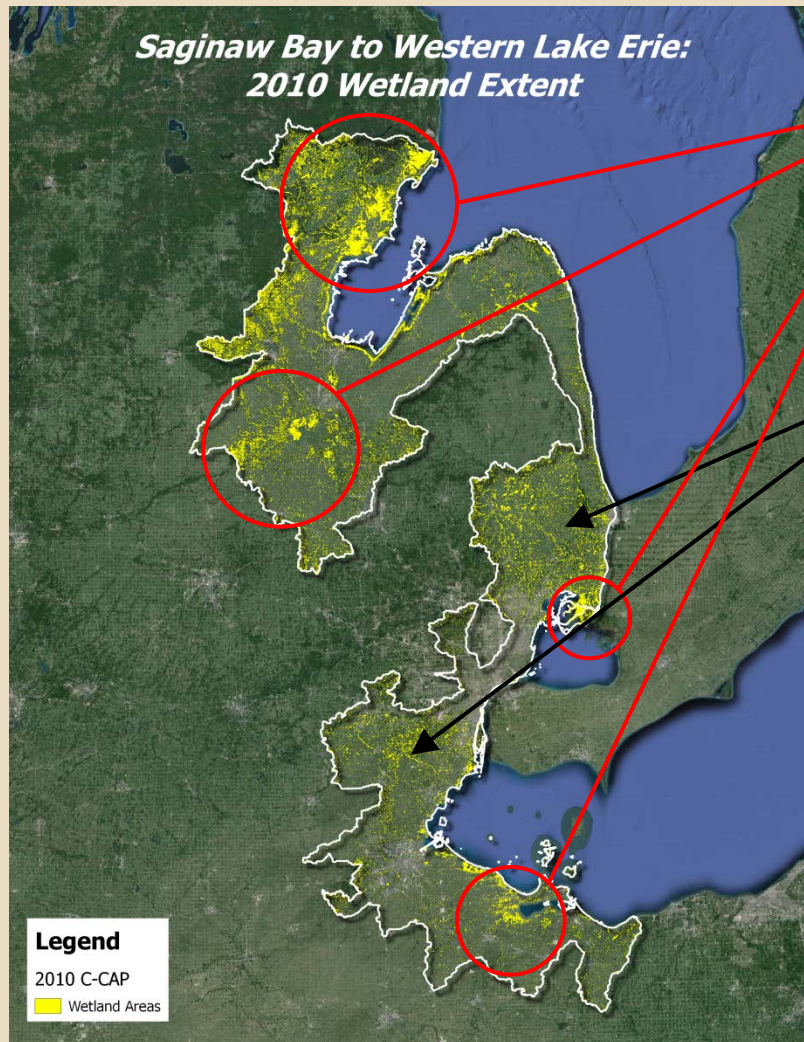 Saginaw Bay to Western Lake Erie:
2010 Wetland Extent
Legend
2010 C-CAP
Wetland Areas